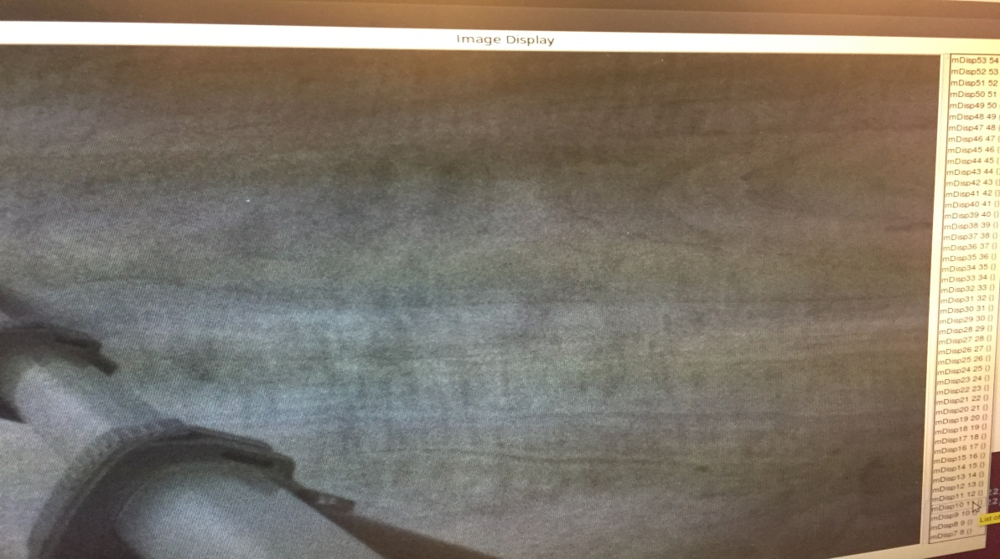 Image Display
mDisp53 54
mDisp52 53
mDisp51 52
mDisp50 51
mDisp49 50
mDisp48 49 (
mDisp47 48 (
mDisp46 47 (
mDisp45 46 (
mDisp44 45 (
mDisp43 44 (
mDisp42 43 ()
mDisp41 42 ()
mDisp40 41 ()
mDisp39 40 ()
mDisp38 39 ()
mDisp37 38 ()
mDisp36 37 ()
mDisp35 36 ()
mDisp34 35 ()
mDisp33 34 ()
mDisp32 33 ()
mDisp31 32 ()
mDisp30 31 ()
mDisp29 30 ()
mDisp28 29 ()
mDisp27 28 ()
mDisp26 27 ()
mDisp25 26 ()
mDisp24 25 ()
mDisp23 24 ()
mDisp22 23 ()
mDisp21 22 ()
mDisp20 21 ()
mDisp19 20 ()
mDisp18 19 ()
mDisp17 18 ()
mDisp16 17 ()
mDisp15 16 ()
mDisp14 15 ()
mDisp13 14 ()
mDisp12 13 ()
mDisp11 12 ()
mDisp10 11 ()
mDisp9 10
mDisp8 9 ()
mDisp7 8 ()
List of